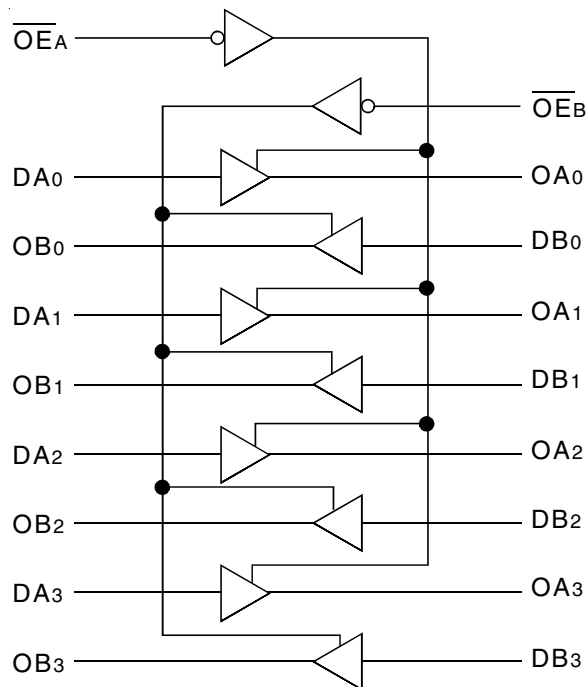 OEA
OEB
DA0 OA0
OB0 DB0
DA1 OA1
OB1 DB1
DA2 OA2
OB2 DB2
DA3 OA3
OB3 DB3